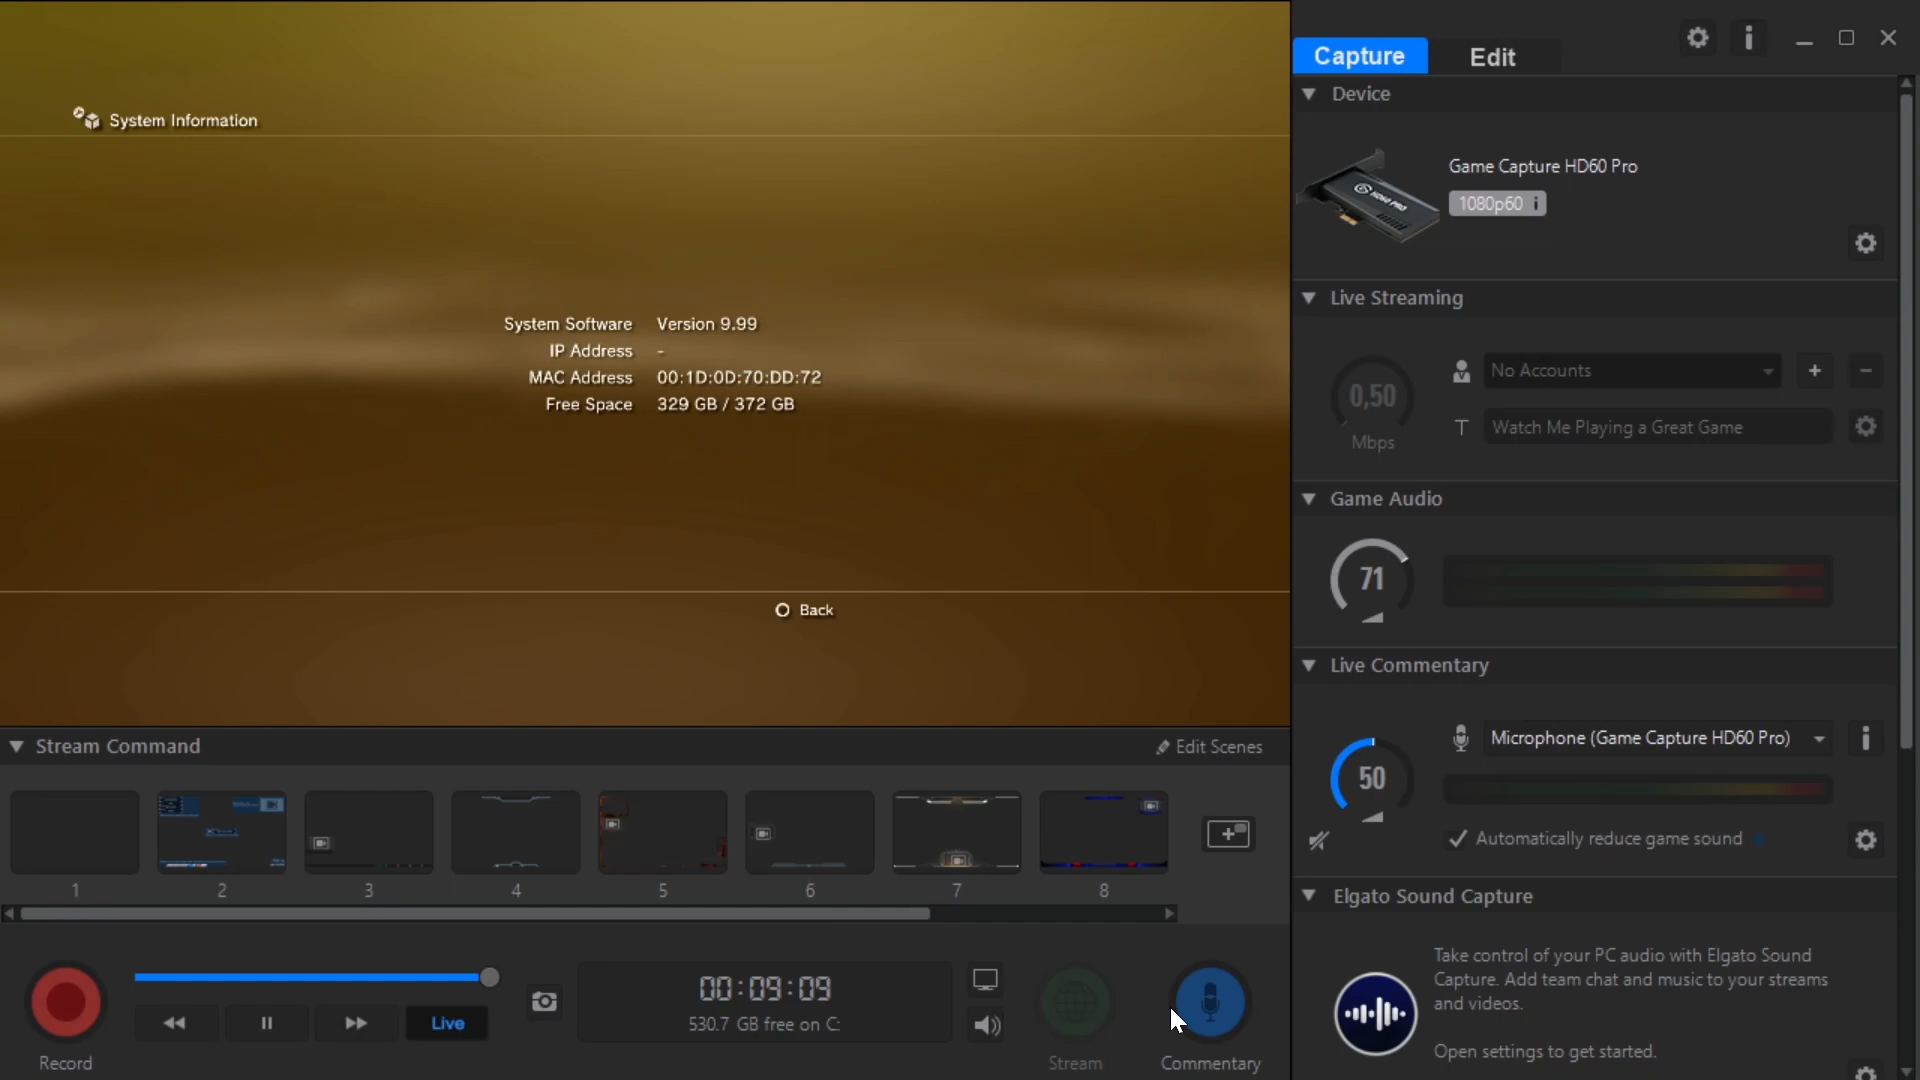 System Information
System Software Version 9.99
IP Address -
MAC Address 00:1D:0D:70:DD:72
Free Space 329 GB / 372 GB
Back
Capture Edit
Device
HD60 PRO
Game Capture HD60 Pro
1080p60 i
Live Streaming
0,50
Mbps
No Accounts
T Watch Me Playing a Great Game
Game Audio
71
Live Commentary
50
Microphone (Game Capture HD60 Pro)
Automatically reduce game sound
Elgato Sound Capture
Take control of your PC audio with Elgato Sound
Capture. Add team chat and music to your streams
and videos.
Open settings to get started.
Stream Command
Edit Scenes
1 2 3 4 5 6 7 8
Record
Live
00:09:09
530.7 GB free on C:
Stream
Commentary